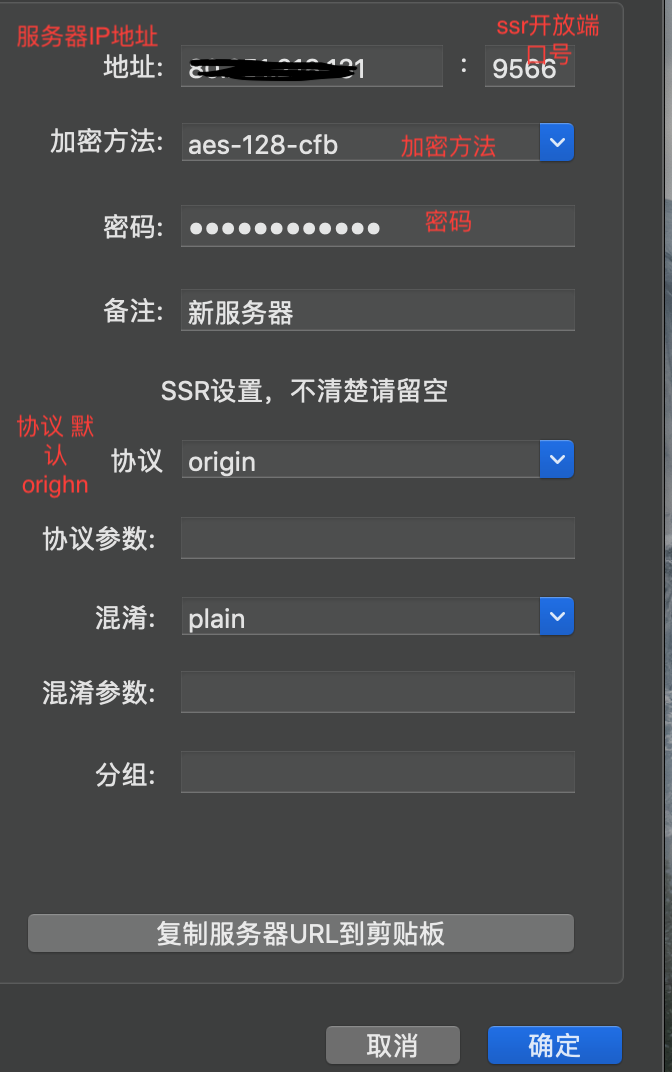 服务器IP地址
ssr开放端
口号
地址:
:
9566
加密方法:
aes-128-cfb
加密方法
密码:
密码
备注:
新服务器
SSR设置，不清楚请留空
协议 默
认
orighn
协议
origin
协议参数:
混淆:
plain
混淆参数:
分组:
复制服务器URL到剪贴板
取消
确定